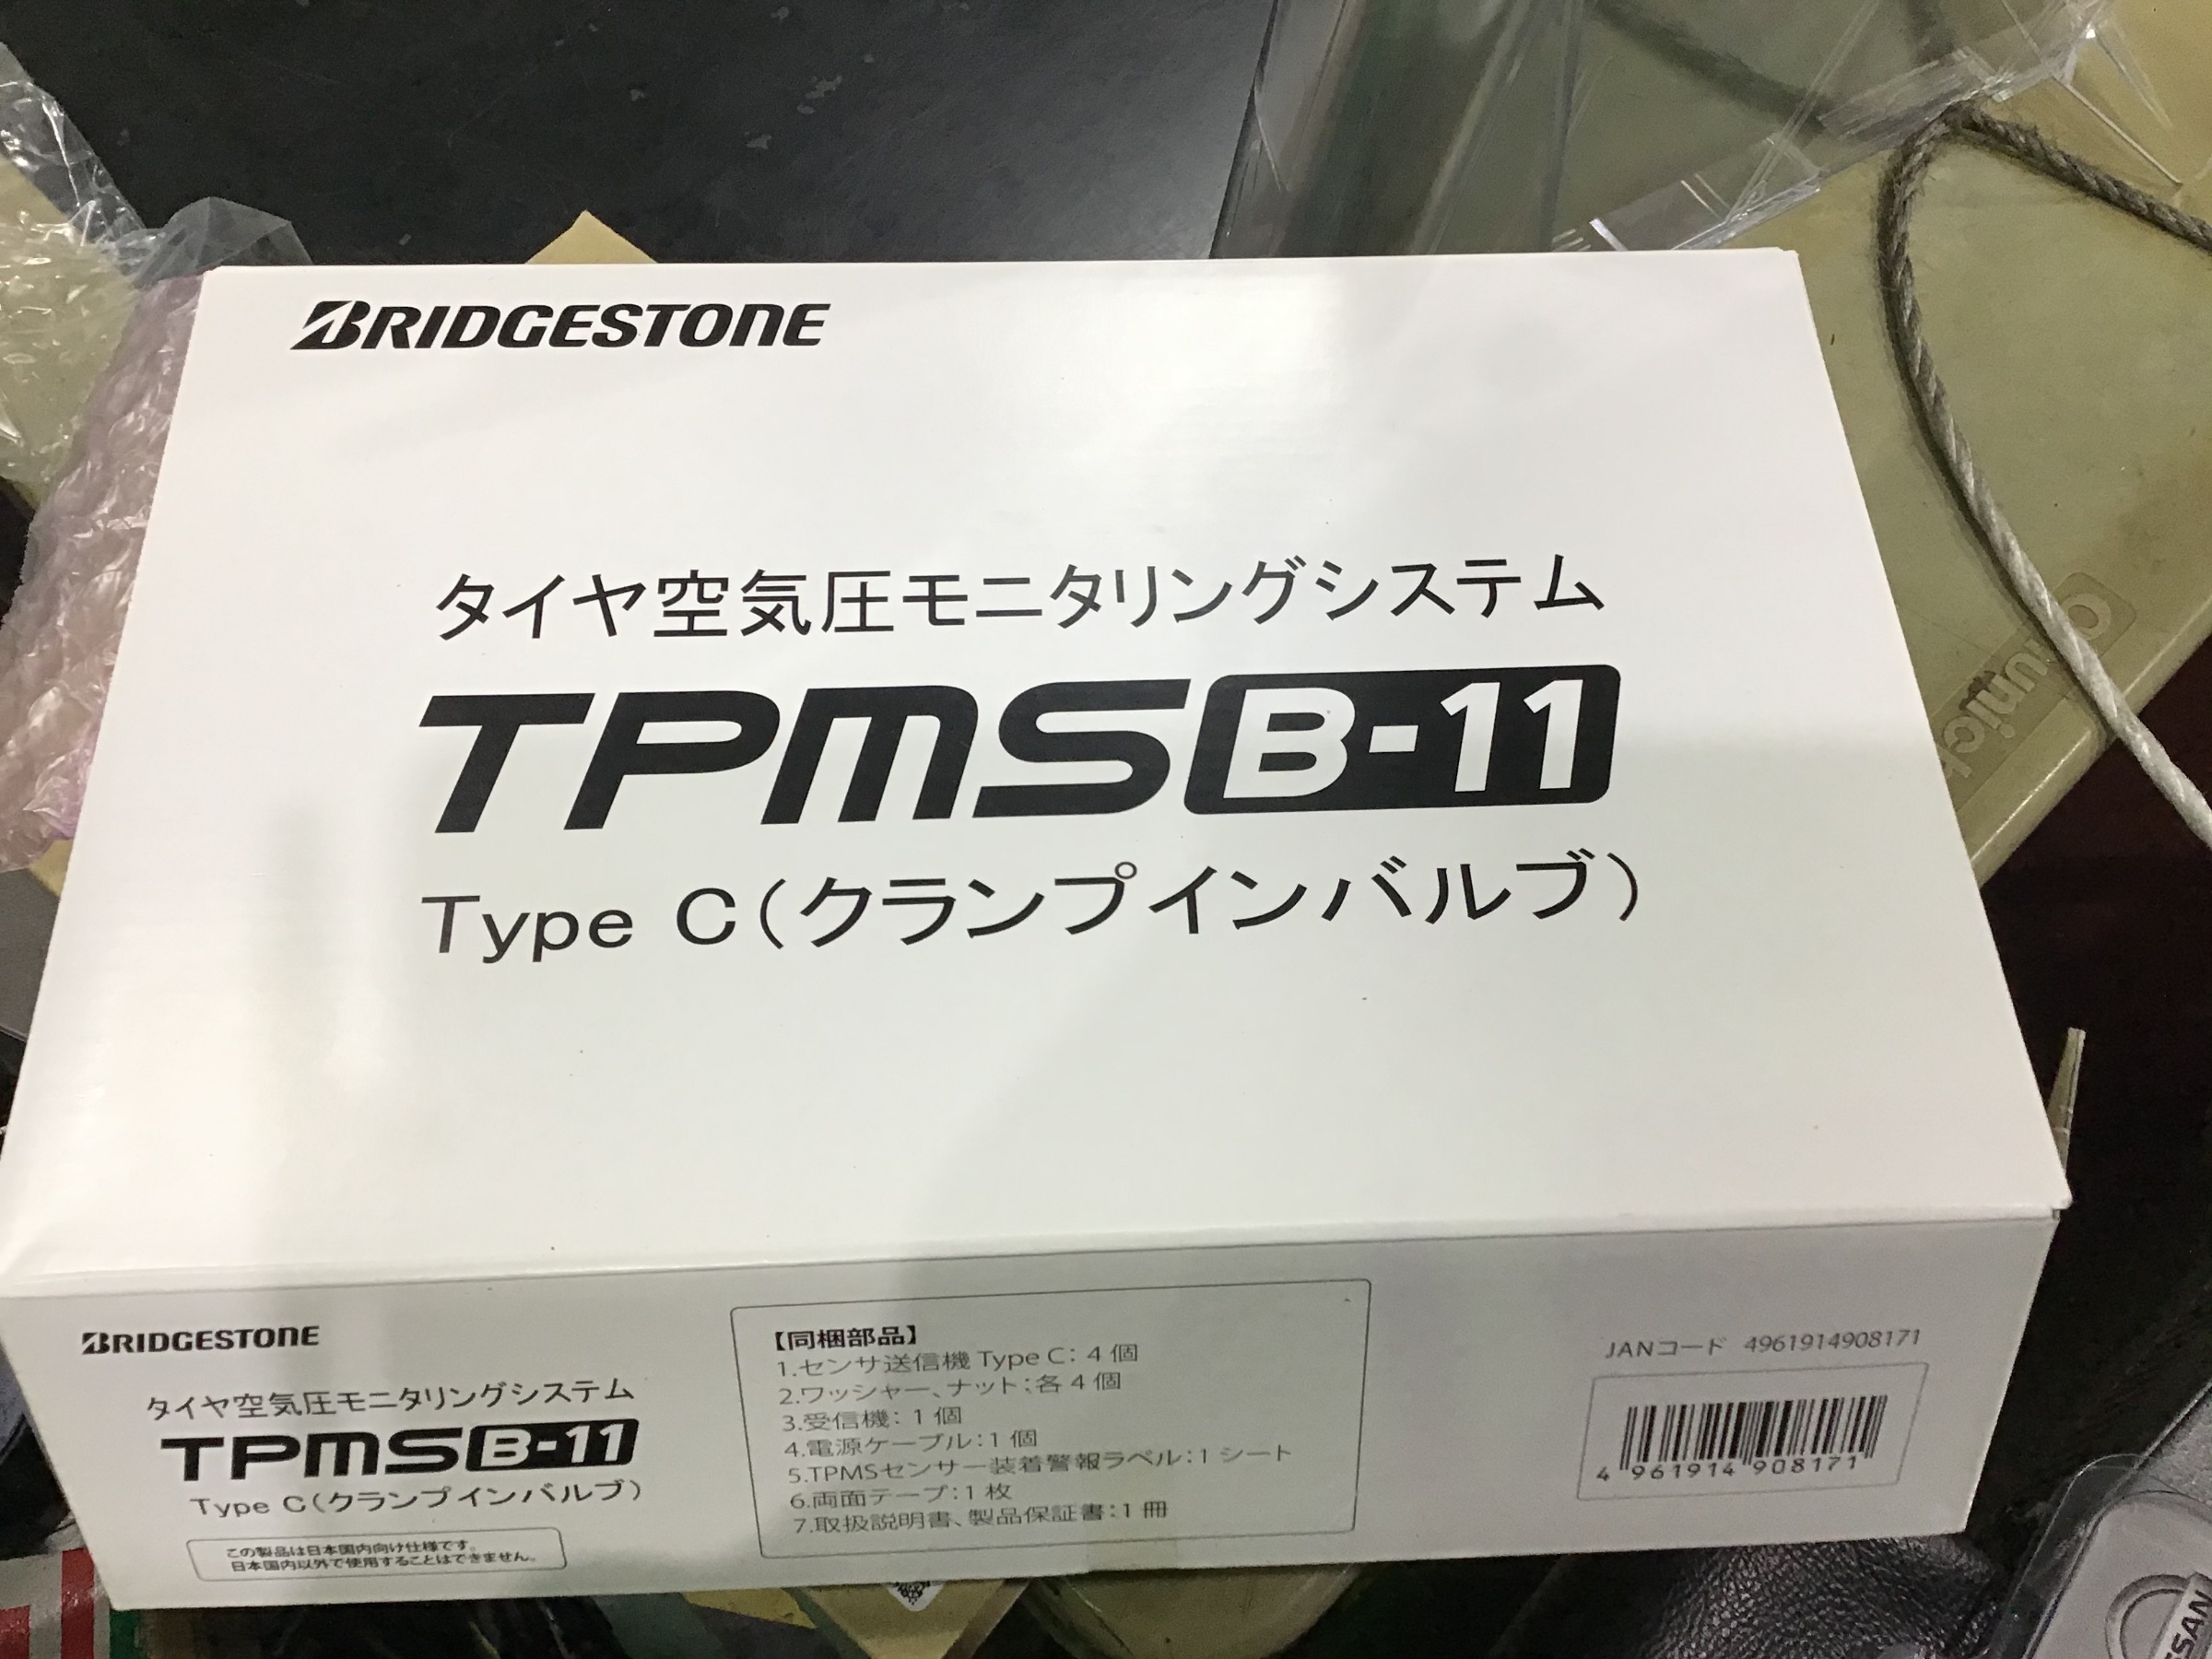 BRIDGESTONE
タイヤ空気圧モニタリングシステム
TPMS B-11
Type C(クランプインバルブ)
BRIDGESTONE
タイヤ空気圧モニタリングシステム
TPMS B-11
Type C(クランプインバルブ)
この製品は日本国内向け仕様です。
日本国内以外で使用することはできません。
【同梱部品】
1.センサ送信機 Type C: 4 個
2.ワッシャー、ナット:各 4 個
3.受信機: 1 個
4.電源ケーブル:1 個
5.TPMSセンサー装着警報ラベル:1 シート
6.両面テープ:1 枚
7.取扱説明書、製品保証書:1 冊
JANコード 4961914908171
4 961914 908171